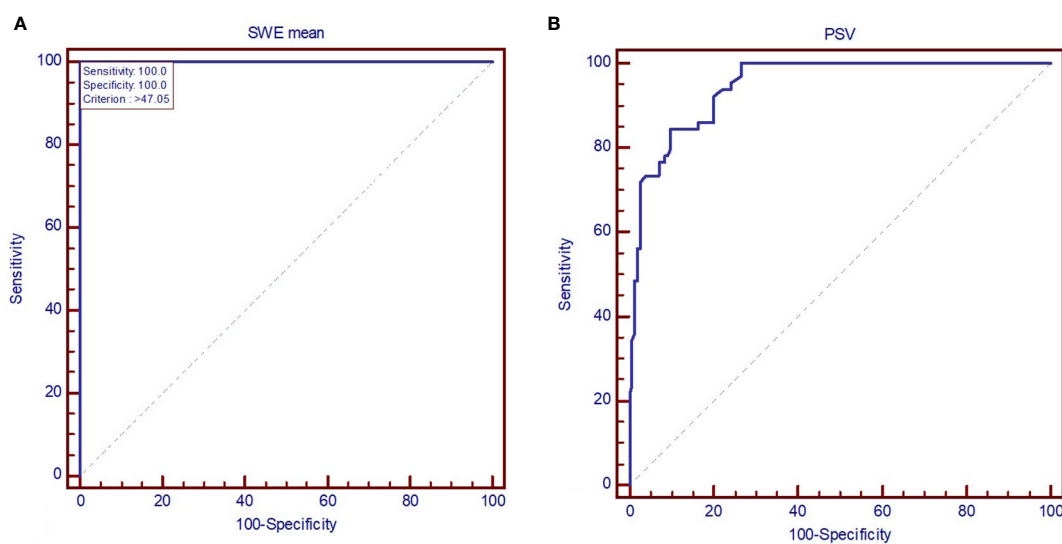 A
SWE mean
Sensitivity: 100.0
Specificity: 100.0
Criterion : >47.05
100
80
60
40
20
0
Sensitivity
0 20 40 60 80 100
100-Specificity
B
PSV
100
80
60
40
20
0
Sensitivity
0 20 40 60 80 100
100-Specificity